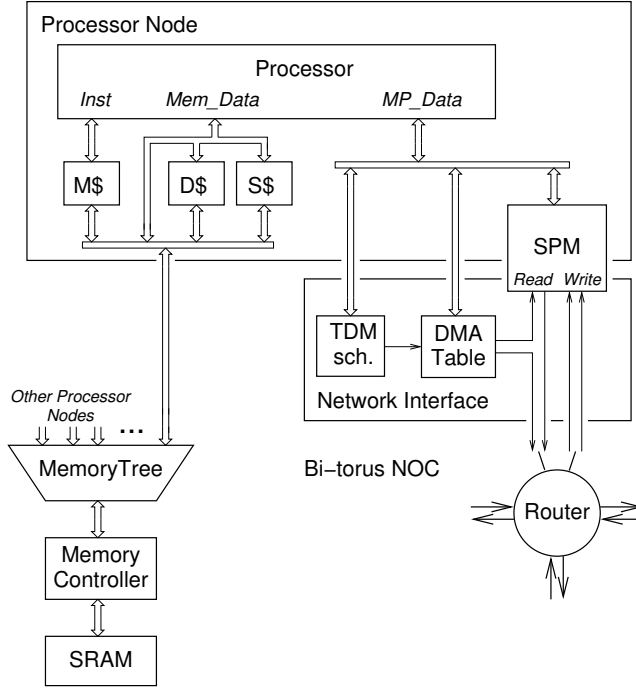 Processor Node
Processor
Inst
Mem_Data
MP_Data
M$
D$
S$
SPM
Read
Write
TDM
sch.
DMA
Table
Network Interface
Other Processor
Nodes
...
MemoryTree
Bi−torus NOC
Router
Memory
Controller
SRAM